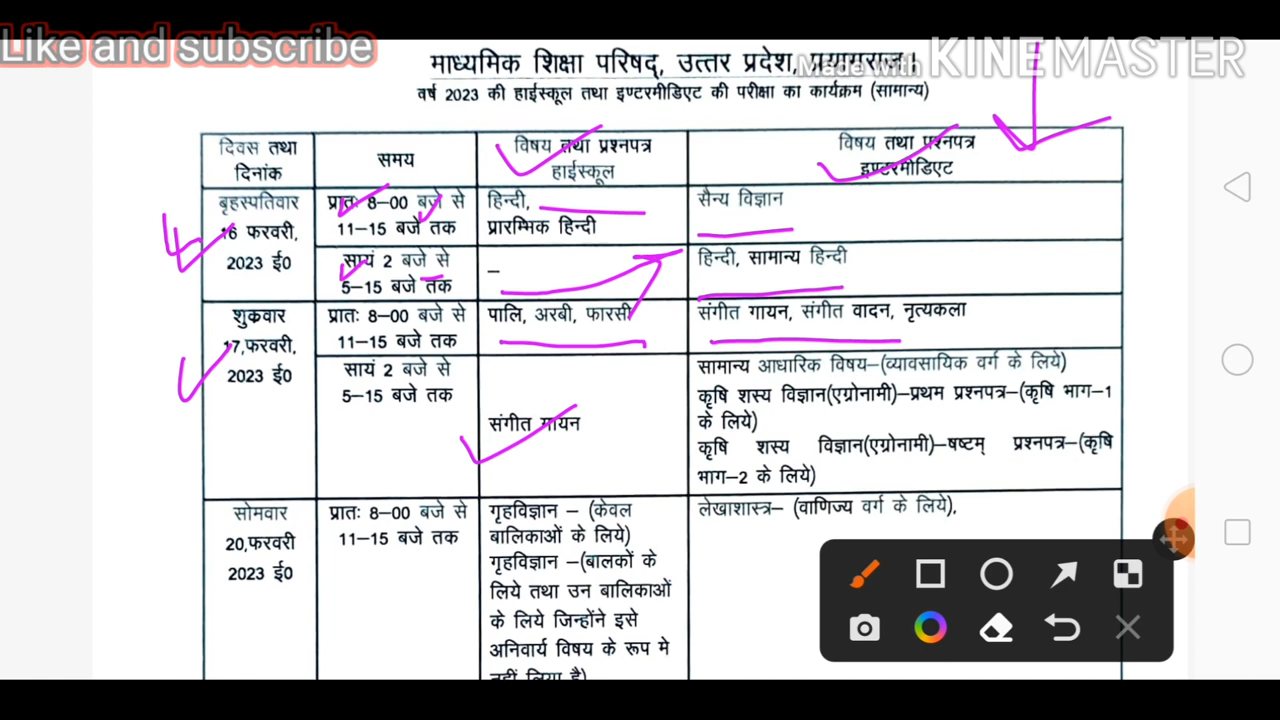 Like and subscribe
Made with KINEMASTER
माध्यमिक शिक्षा परिषद्, उत्तर प्रदेश, प्रयागराज।
वर्ष 2023 की हाईस्कूल तथा इण्टरमीडिएट की परीक्षा का कार्यक्रम (सामान्य)
दिवस तथा
दिनांक
समय
विषय तथा प्रश्नपत्र
हाईस्कूल
विषय तथा प्रश्नपत्र
इण्टरमीडिएट
बृहस्पतिवार
16 फरवरी,
2023 ई0
प्रातः 8–00 बजे से
11–15 बजे तक
हिन्दी,
प्रारम्भिक हिन्दी
सैन्य विज्ञान
सायं 2 बजे से
5–15 बजे तक
–
हिन्दी, सामान्य हिन्दी
शुक्रवार
17,फरवरी,
2023 ई0
प्रातः 8–00 बजे से
11–15 बजे तक
पालि, अरबी, फारसी
संगीत गायन, संगीत वादन, नृत्यकला
सायं 2 बजे से
5–15 बजे तक
संगीत गायन
सामान्य आधारिक विषय–(व्यावसायिक वर्ग के लिये)
कृषि शस्य विज्ञान(एग्रोनामी)–प्रथम प्रश्नपत्र–(कृषि भाग–1
के लिये)
कृषि शस्य विज्ञान(एग्रोनामी)–षष्टम् प्रश्नपत्र–(कृषि
भाग–2 के लिये)
सोमवार
20,फरवरी
2023 ई0
प्रातः 8–00 बजे से
11–15 बजे तक
गृहविज्ञान – (केवल
बालिकाओं के लिये)
गृहविज्ञान –(बालकों के
लिये तथा उन बालिकाओं
के लिये जिन्होंने इसे
अनिवार्य विषय के रूप मे
नहीं लिया है)
लेखाशास्त्र– (वाणिज्य वर्ग के लिये),